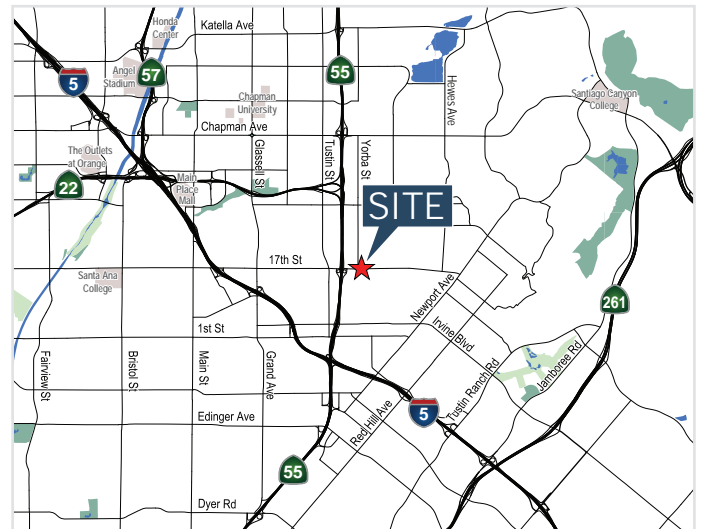 Katella Ave
Honda
Center
57
55
5
Angel
Stadium
Hewes Ave
Chapman
University
Santiago Canyon
College
Chapman Ave
Glassell St
Tustin St
Yorba St
The Outlets
at Orange
22
Main
Place
Mall
SITE
17th St
Santa Ana
College
Newport Ave
261
1st St
Irvine Blvd
Fairview St
Bristol St
Main St
Grand Ave
Jamboree Rd
Tustin Ranch Rd
5
Edinger Ave
Red Hill Ave
55
Dyer Rd